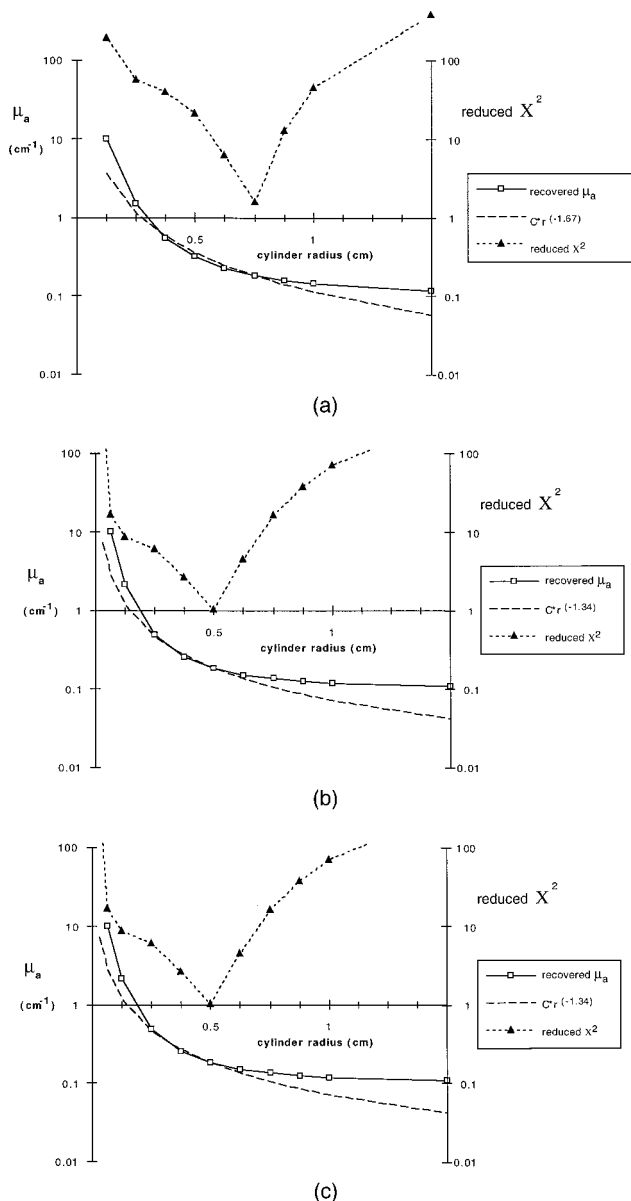 100
10
1
0.1
0.01
μa
(cm-1)
0.5
1
cylinder radius (cm)
100
10
1
0.1
0.01
reduced X²
recovered μa
C*r (-1.67)
reduced X²
(a)
100
10
1
0.1
0.01
μa
(cm-1)
0.5
1
cylinder radius (cm)
100
10
1
0.1
0.01
reduced X²
recovered μa
C*r (-1.34)
reduced X²
(b)
100
10
1
0.1
0.01
μa
(cm-1)
0.5
1
cylinder radius (cm)
100
10
1
0.1
0.01
reduced X²
recovered μa
C*r (-1.34)
reduced X²
(c)